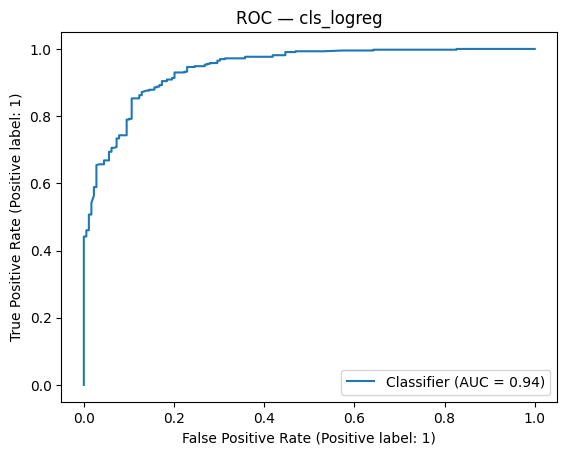 ROC — cls_logreg
True Positive Rate (Positive label: 1)
1.0
0.8
0.6
0.4
0.2
0.0
Classifier (AUC = 0.94)
0.0 0.2 0.4 0.6 0.8 1.0
False Positive Rate (Positive label: 1)